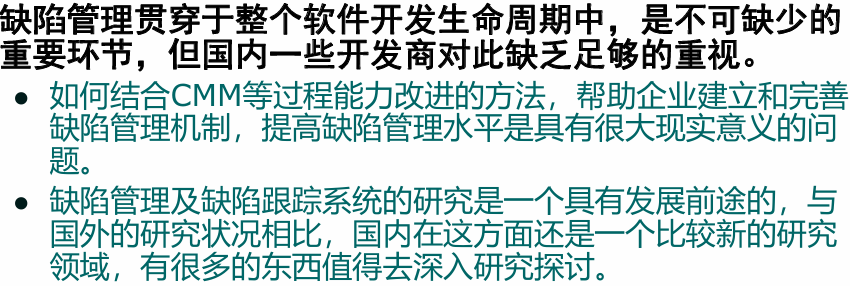 缺陷管理贯穿于整个软件开发生命周期中，是不可缺少的
重要环节，但国内一些开发商对此缺乏足够的重视。
● 如何结合CMM等过程能力改进的方法，帮助企业建立和完善
缺陷管理机制，提高缺陷管理水平是具有很大现实意义的问
题。
● 缺陷管理及缺陷跟踪系统的研究是一个具有发展前途的，与
国外的研究状况相比，国内在这方面还是一个比较新的研究
领域，有很多的东西值得去深入研究探讨。